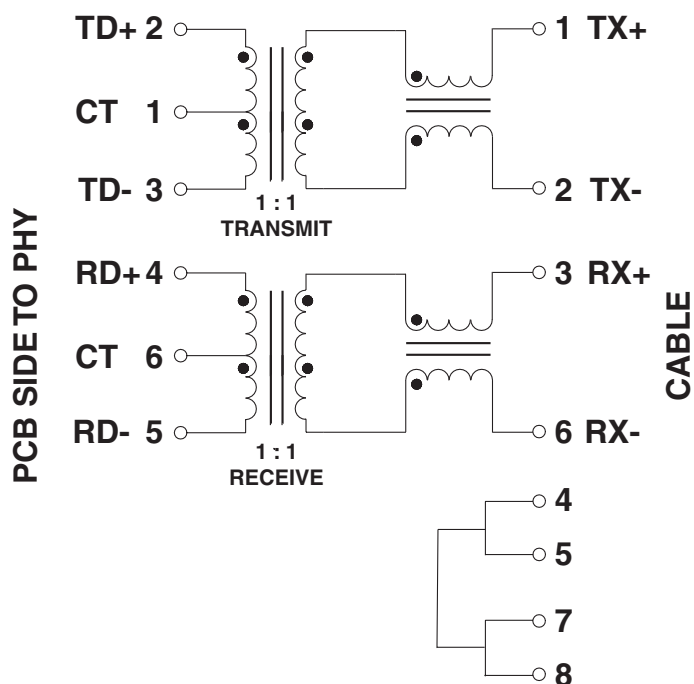 TD+ 2
1 TX+
CT 1
TD- 3
2 TX-
1 : 1
TRANSMIT
PCB SIDE TO PHY
RD+ 4
3 RX+
CABLE
CT 6
RD- 5
6 RX-
1 : 1
RECEIVE
4
5
7
8